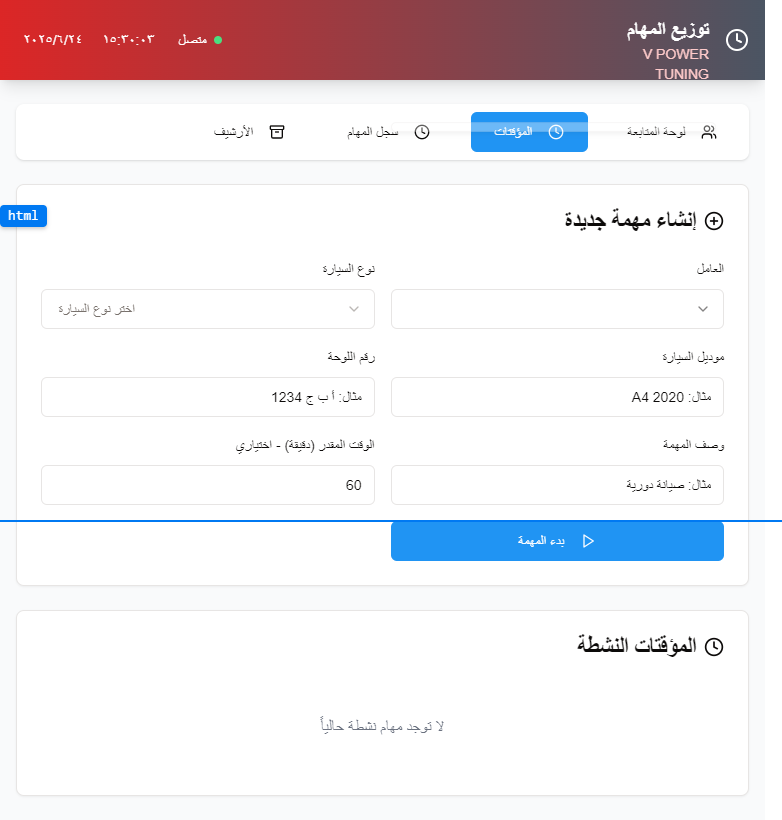 توزيع المهام
V POWER
TUNING
متصل
١٥:٣٠:٠٣
٢٠٢٥/٦/٢٤
لوحة المتابعة
المؤقتات
سجل المهام
الأرشيف
html
إنشاء مهمة جديدة
العامل
نوع السيارة
اختر نوع السيارة
موديل السيارة
رقم اللوحة
مثال: A4 2020
مثال: أ ب ج 1234
وصف المهمة
الوقت المقدر (دقيقة) - اختياري
مثال: صيانة دورية
60
بدء المهمة
المؤقتات النشطة
لا توجد مهام نشطة حالياً